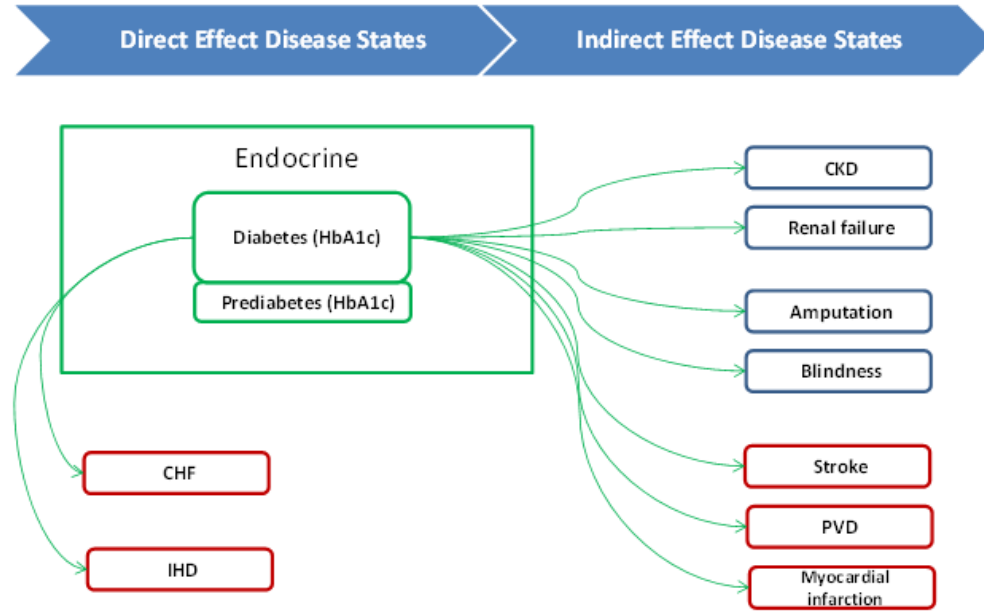 Direct Effect Disease States
Indirect Effect Disease States
Endocrine
Diabetes (HbA1c)
Prediabetes (HbA1c)
CHF
IHD
CKD
Renal failure
Amputation
Blindness
Stroke
PVD
Myocardial
infarction